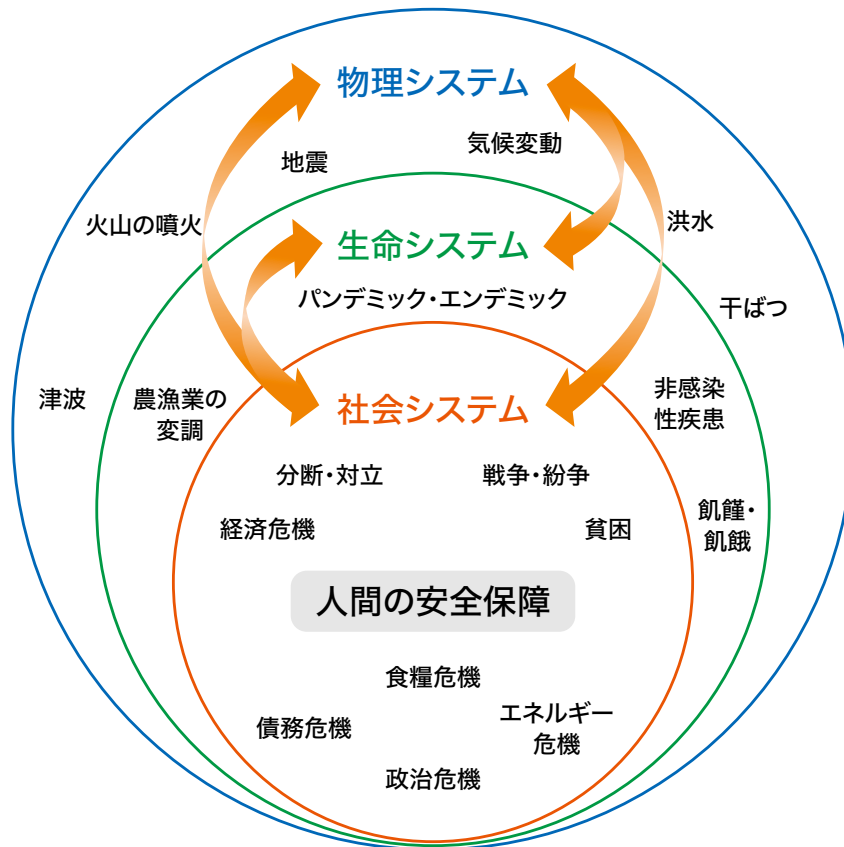 物理システム
気候変動
地震
火山の噴火
洪水
生命システム
パンデミック・エンデミック
干ばつ
津波
農漁業の
変調
非感染
性疾患
社会システム
分断・対立
戦争・紛争
経済危機
貧困
飢饉・
飢餓
人間の安全保障
食糧危機
債務危機
エネルギー
危機
政治危機